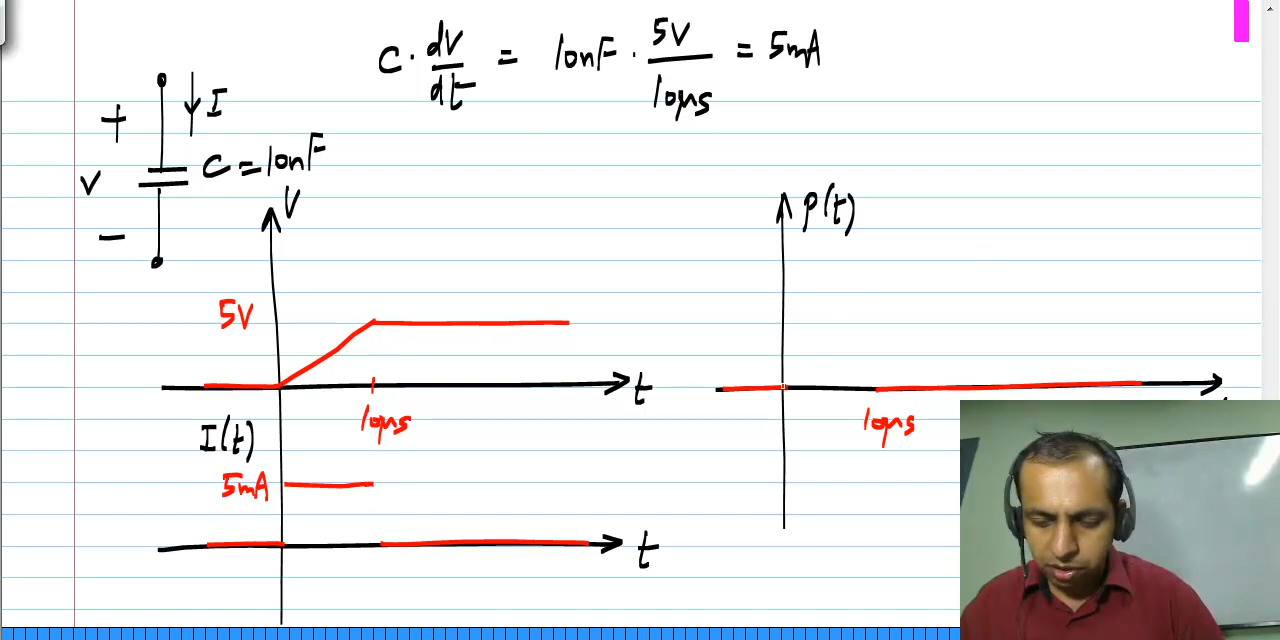 C · dV/dt = 10nF · 5V/10μs = 5mA
+
I
C = 10nF
V
−
V
5V
t
10μs
I(t)
5mA
t
P(t)
10μs